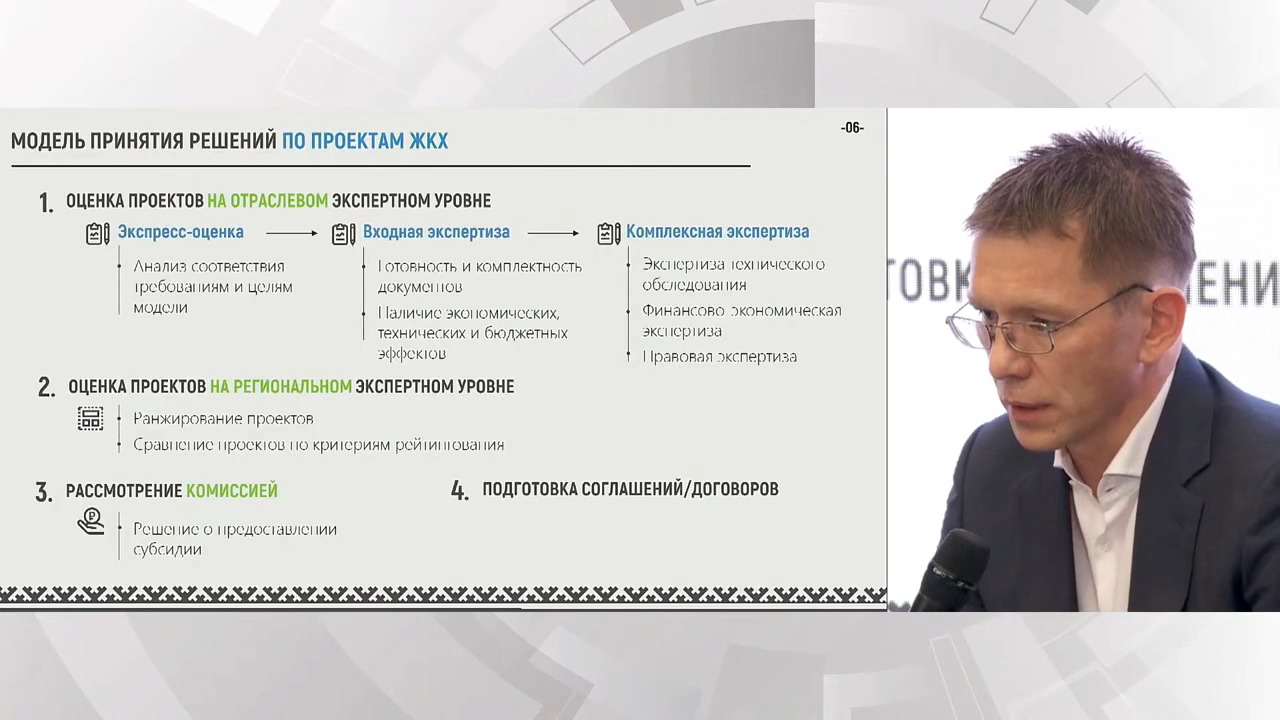 МОДЕЛЬ ПРИНЯТИЯ РЕШЕНИЙ ПО ПРОЕКТАМ ЖКХ
-06-
1. ОЦЕНКА ПРОЕКТОВ НА ОТРАСЛЕВОМ ЭКСПЕРТНОМ УРОВНЕ
Экспресс-оценка
Анализ соответствия
требованиям и целям
модели
Входная экспертиза
Готовность и комплектность
документов
Наличие экономических,
технических и бюджетных
эффектов
Комплексная экспертиза
Экспертиза технического
обследования
Финансово-экономическая
экспертиза
Правовая экспертиза
2. ОЦЕНКА ПРОЕКТОВ НА РЕГИОНАЛЬНОМ ЭКСПЕРТНОМ УРОВНЕ
Ранжирование проектов
Сравнение проектов по критериям рейтингования
3. РАССМОТРЕНИЕ КОМИССИЕЙ
Решение о предоставлении
субсидии
4. ПОДГОТОВКА СОГЛАШЕНИЙ/ДОГОВОРОВ